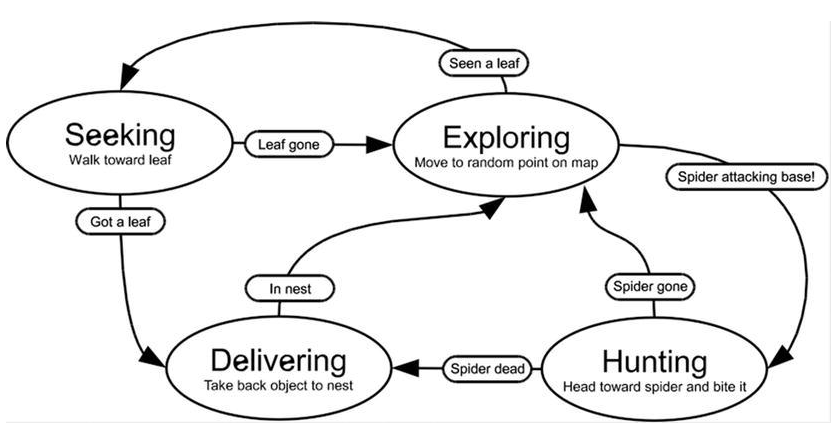 Seen a leaf
Seeking
Walk toward leaf
Leaf gone
Exploring
Move to random point on map
Spider attacking base!
Got a leaf
In nest
Spider gone
Delivering
Take back object to nest
Spider dead
Hunting
Head toward spider and bite it